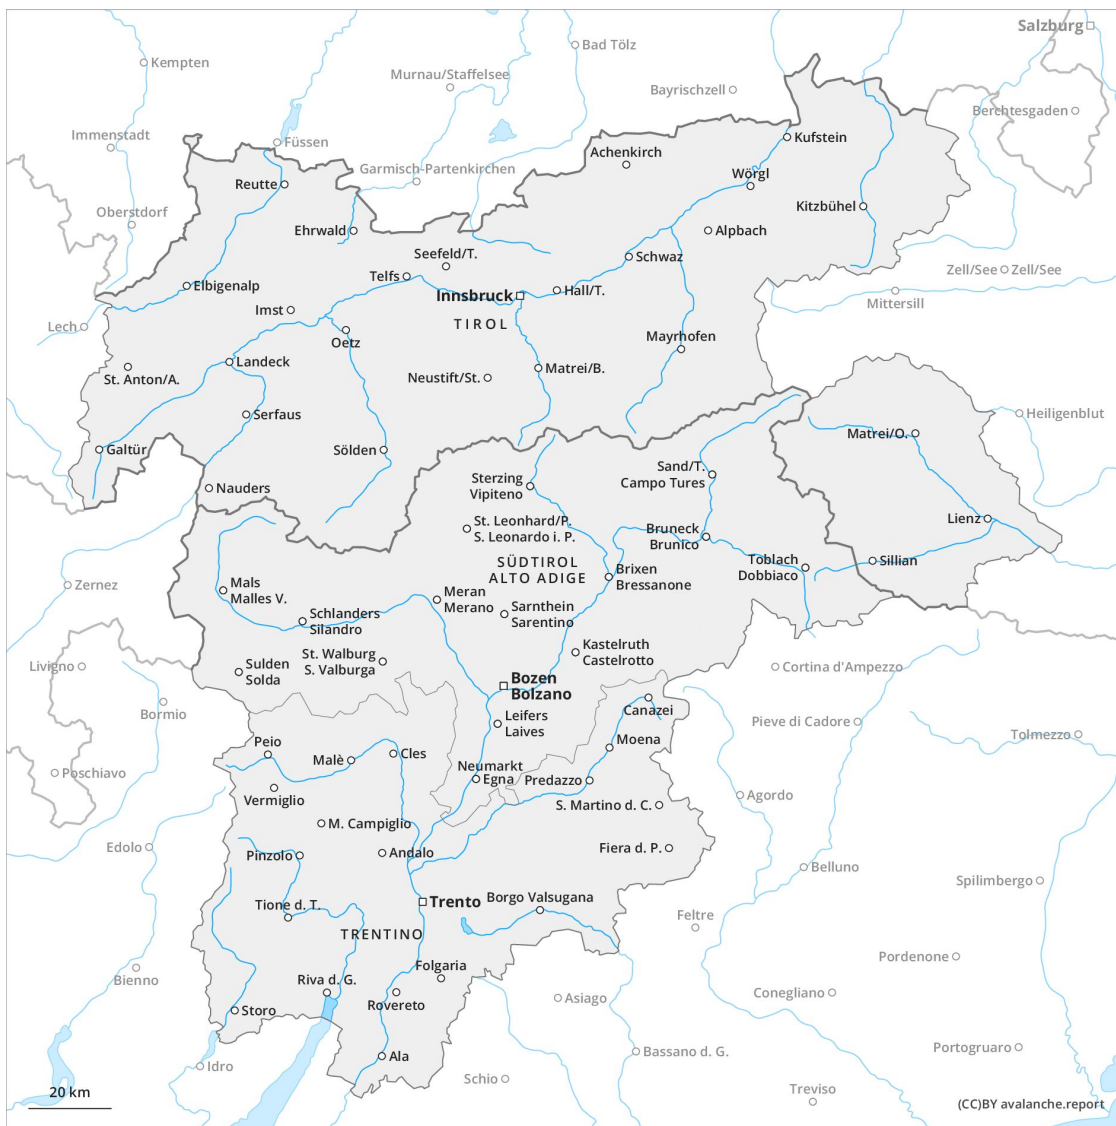 Salzburg
Kempten
Bad Tölz
Murnau/Staffelsee
Bayrischzell
Berchtesgaden
Immenstadt
Füssen
Kufstein
Achenkirch
Garmisch-Partenkirchen
Wörgl
Reutte
Oberstdorf
Kitzbühel
Ehrwald
Alpbach
Seefeld/T.
Schwaz
Zell/See
Zell/See
Telfs
Elbigenalp
Innsbruck
Hall/T.
Mittersill
Imst
TIROL
Lech
Oetz
Mayrhofen
Landeck
Matrei/B.
St. Anton/A.
Neustift/St.
Serfaus
Heiligenblut
Matrei/O.
Galtür
Sölden
Sand/T.
Campo Tures
Sterzing
Vipiteno
Nauders
Lienz
St. Leonhard/P.
S. Leonardo i. P.
Bruneck
Brunico
SÜDTIROL
ALTO ADIGE
Toblach
Dobbiaco
Sillian
Brixen
Bressanone
Zernez
Mals
Malles V.
Meran
Merano
Sarnthein
Sarentino
Schlanders
Silandro
Kastelruth
Castelrotto
St. Walburg
S. Valburga
Livigno
Sulden
Solda
Cortina d'Ampezzo
Bozen
Bolzano
Bormio
Canazei
Leifers
Laives
Pieve di Cadore
Tolmezzo
Peio
Moena
Cles
Malè
Neumarkt
Egna
Predazzo
Poschiavo
Vermiglio
Agordo
S. Martino d. C.
M. Campiglio
Edolo
Fiera d. P.
Pinzolo
Andalo
Belluno
Spilimbergo
Trento
Borgo Valsugana
Tione d. T.
Feltre
TRENTINO
Pordenone
Folgaria
Bienno
Riva d. G.
Conegliano
Asiago
Rovereto
Storo
Portogruaro
Bassano d. G.
Ala
Idro
Schio
Treviso
20 km
(CC)BY avalanche.report